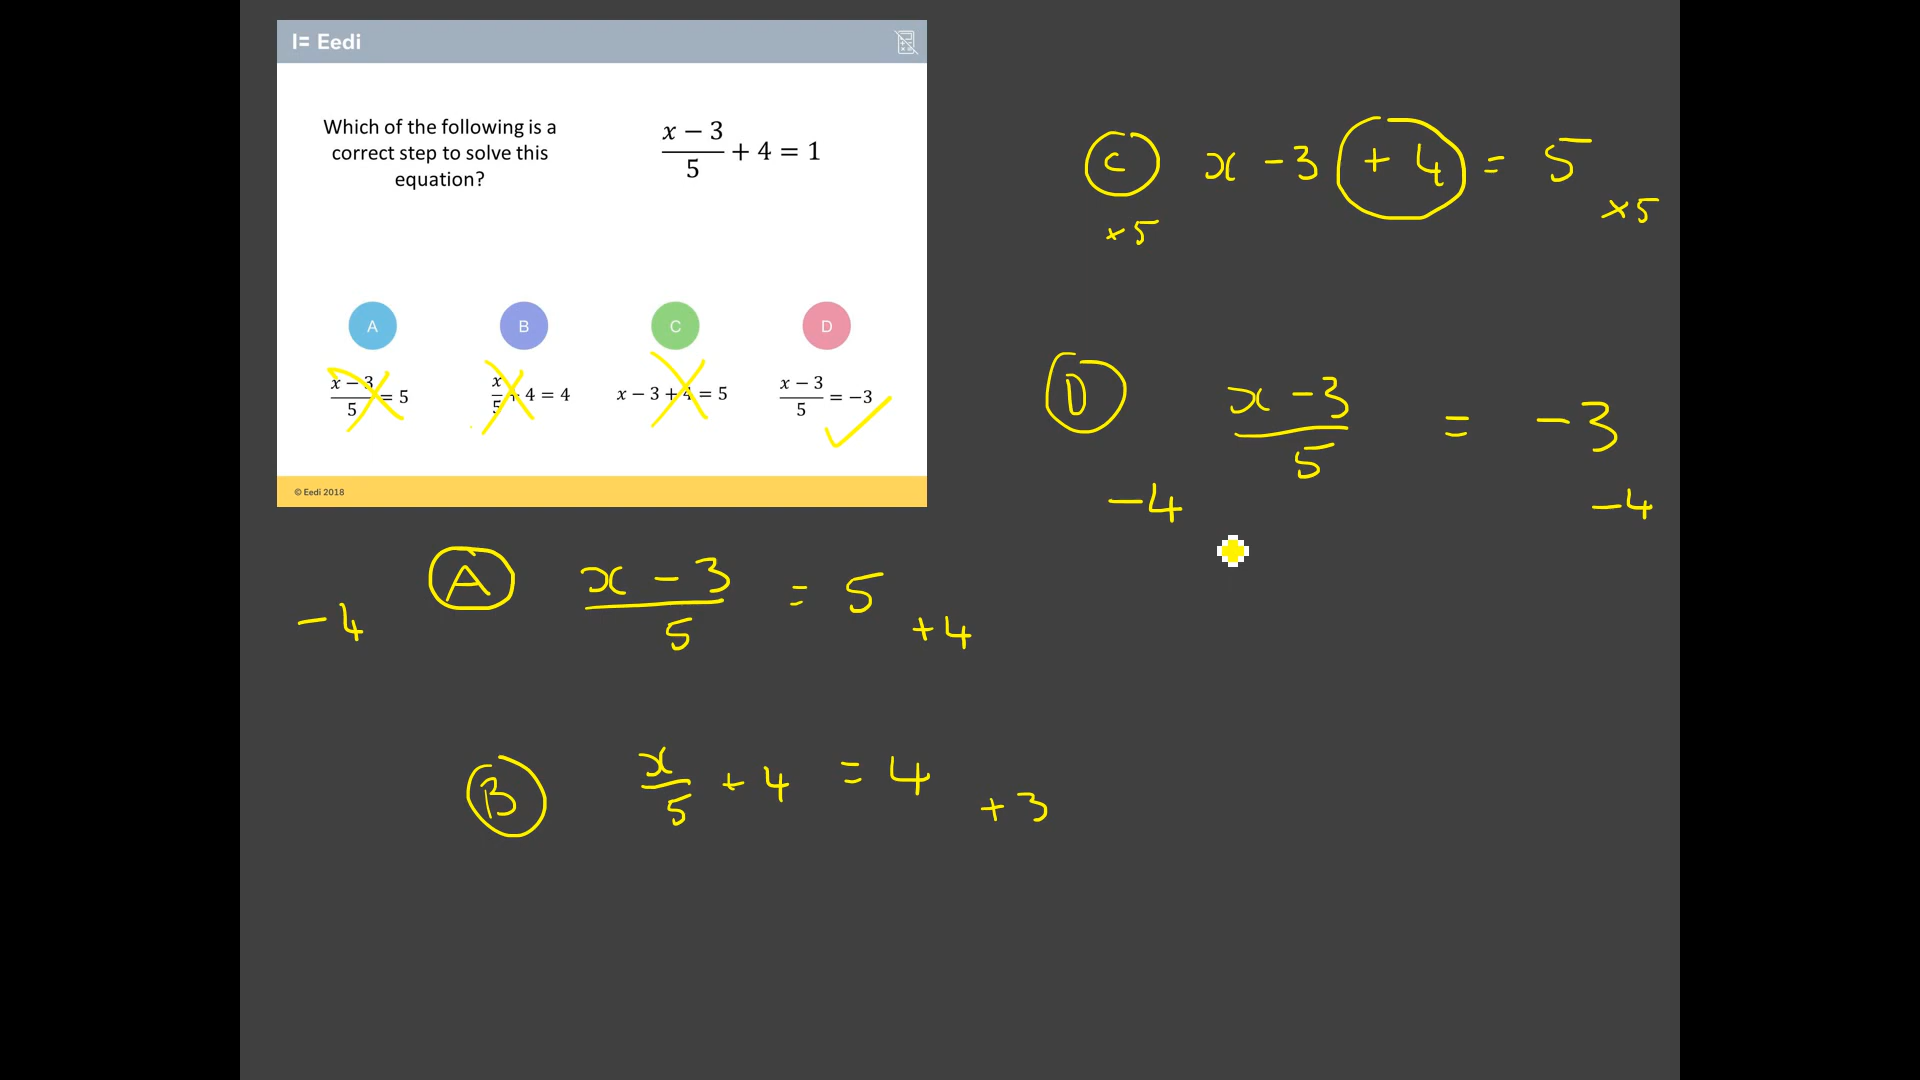 Eedi
Which of the following is a
correct step to solve this
equation?
x − 3
5
+ 4 = 1
A
B
C
D
x − 3
5
= 5
x
5
+ 4 = 4
x − 3 + 4 = 5
x − 3
5
= −3
© Eedi 2018
C x − 3 + 4 = 5
×5 ×5
D x − 3
5
= −3
−4 −4
A x − 3
5
= 5
−4 +4
B x
5
+ 4 = 4
+3